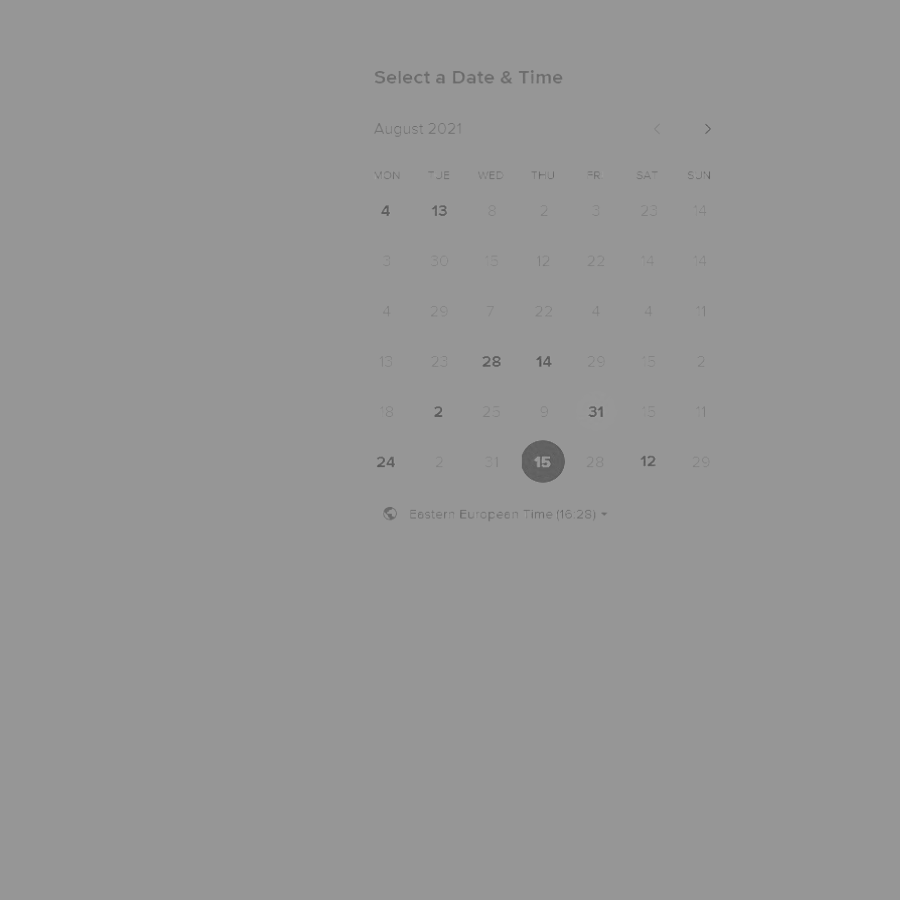 Select a Date & Time
August 2021
MON TUE WED THU FRI SAT SUN
4 13 8 2 3 23 14
3 30 15 12 22 14 14
4 29 7 22 4 4 11
13 23 28 14 29 15 2
18 2 25 9 31 15 11
24 2 31 15 28 12 29
Eastern European Time (16:28)